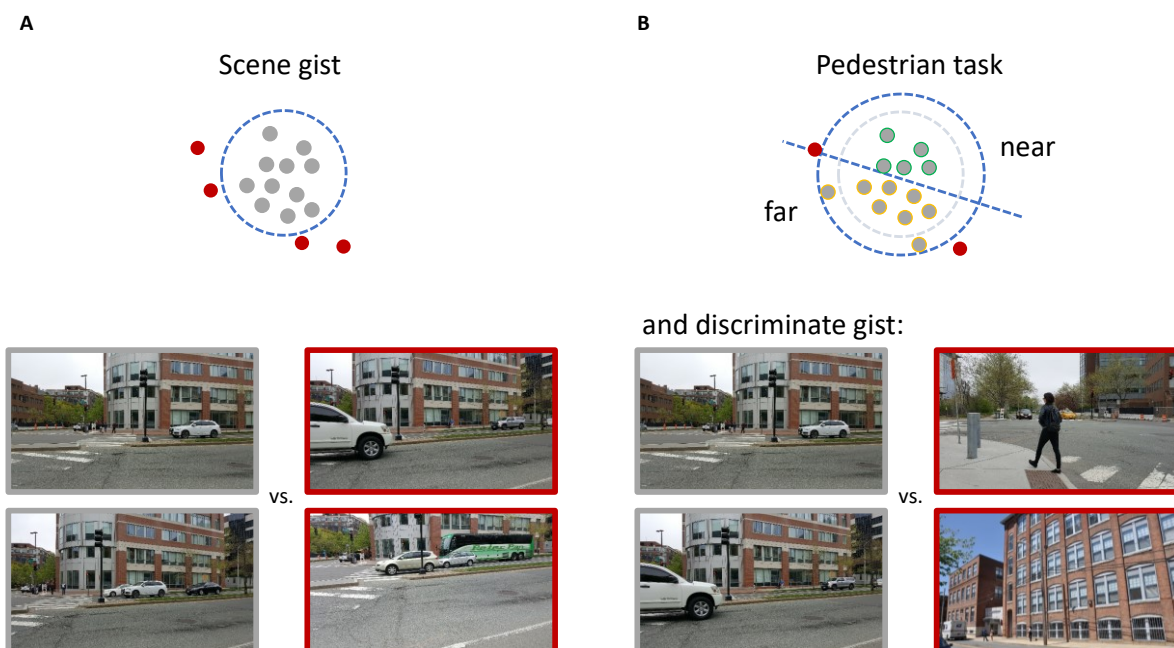 A
Scene gist
vs.
B
Pedestrian task
near
far
and discriminate gist:
vs.